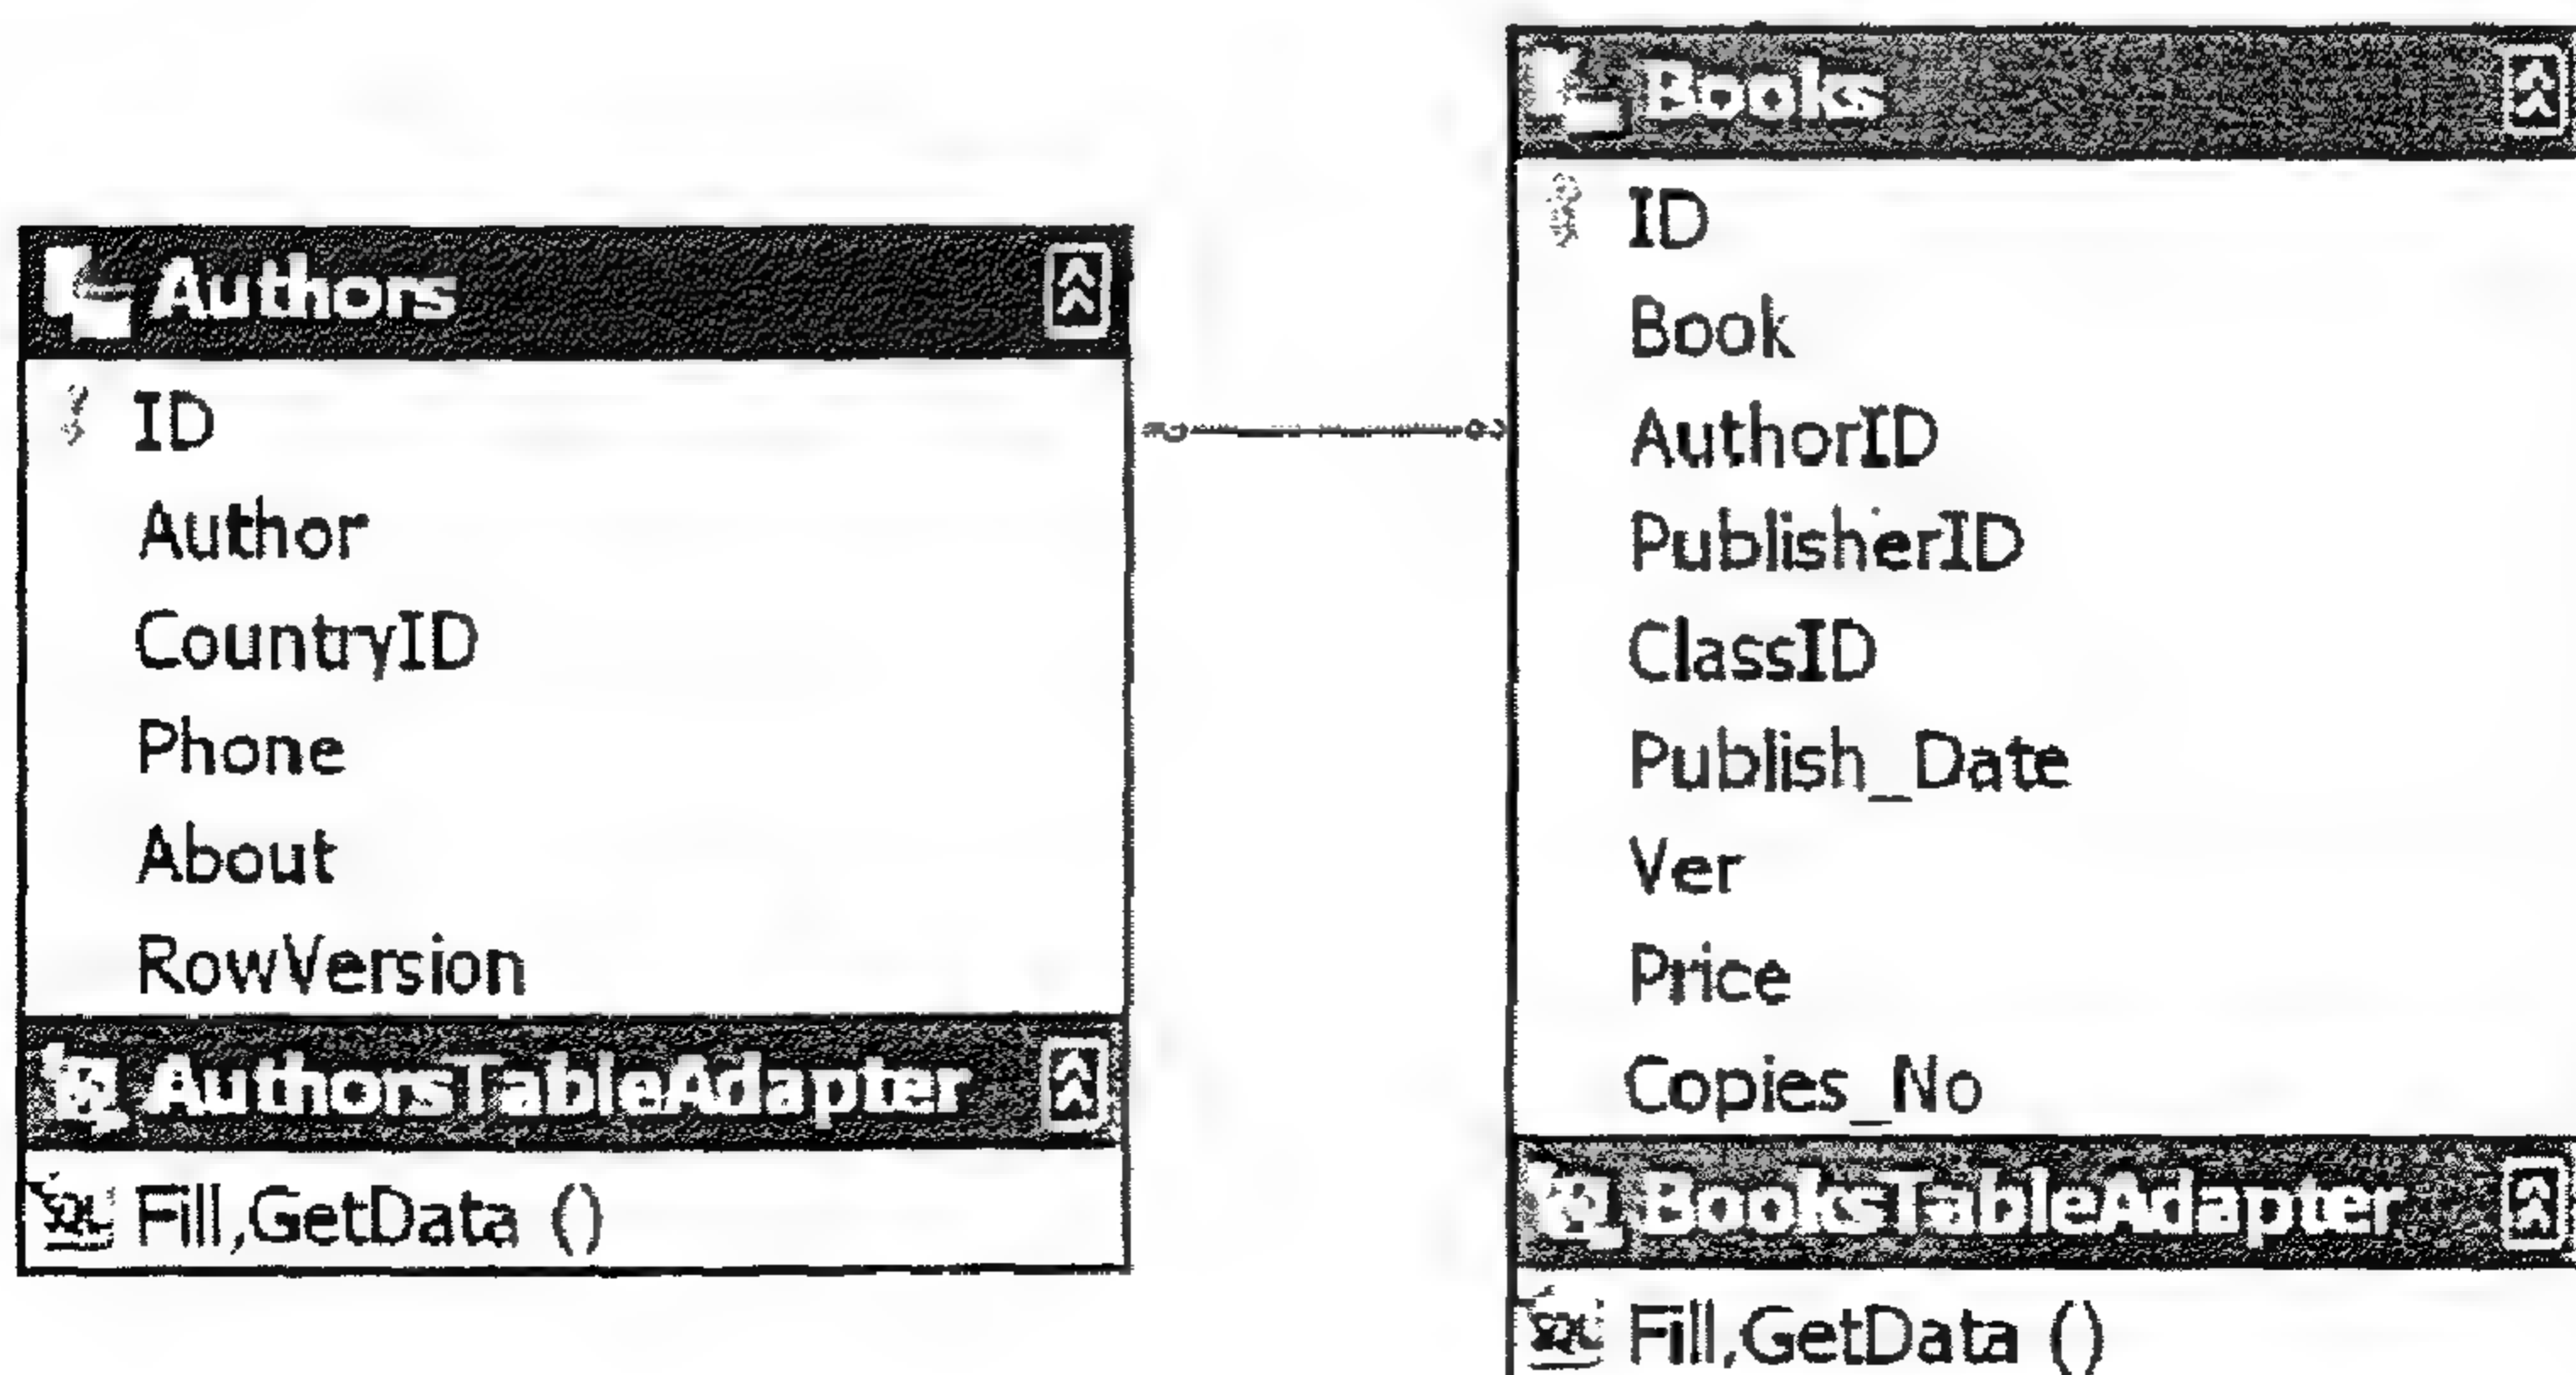 Authors
ID
Author
CountryID
Phone
About
RowVersion
AuthorsTableAdapter
Fill,GetData ()
Books
ID
Book
AuthorID
PublisherID
ClassID
Publish_Date
Ver
Price
Copies_No
BooksTableAdapter
Fill,GetData ()